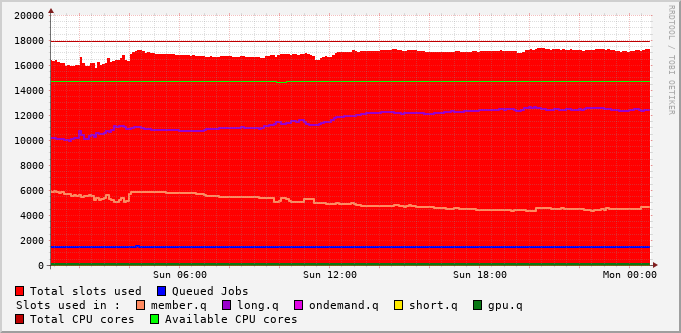 20000
18000
16000
14000
12000
10000
8000
6000
4000
2000
0
Sun 06:00 Sun 12:00 Sun 18:00 Mon 00:00
Total slots used Queued Jobs
Slots used in : member.q long.q ondemand.q short.q gpu.q
Total CPU cores Available CPU cores
RRDTOOL / TOBI OETIKER